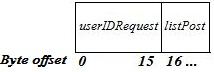 userIDRequest listPost
Byte offset 0 15 16 ...